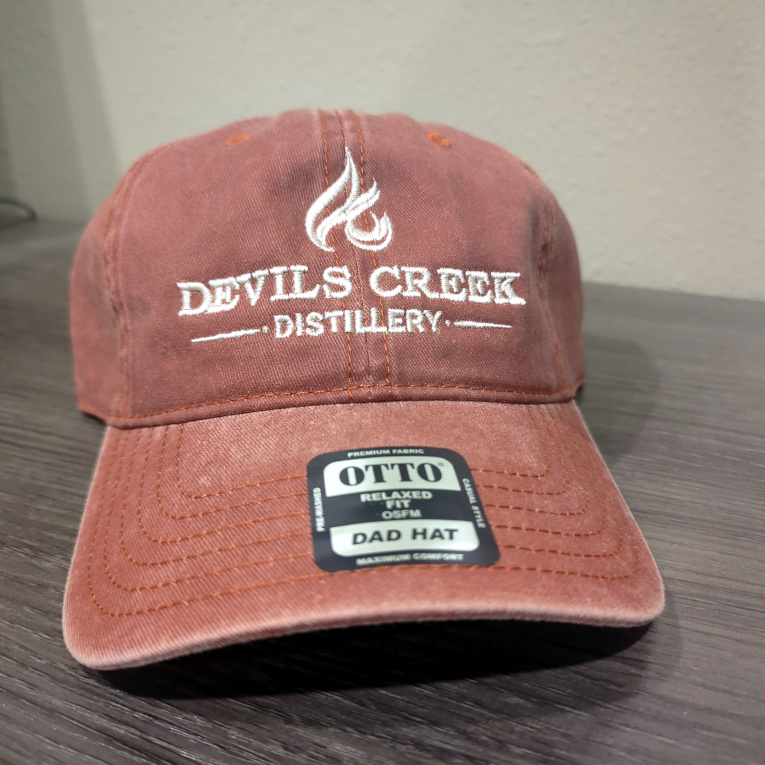 DEVILS CREEK
· DISTILLERY ·
PREMIUM FABRIC
OTTO®
RELAXED
FIT
OSFM
DAD HAT
MAXIMUM COMFORT
PRE-WASHED
CASUAL STYLE